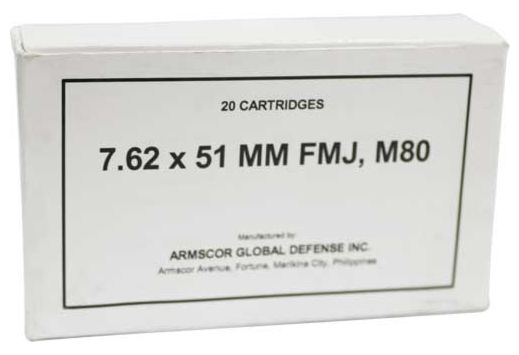 20 CARTRIDGES
7.62 x 51 MM FMJ, M80
Manufactured by
ARMSCOR GLOBAL DEFENSE INC.
Armscor Avenue, Fortune, Marikina City, Philippines